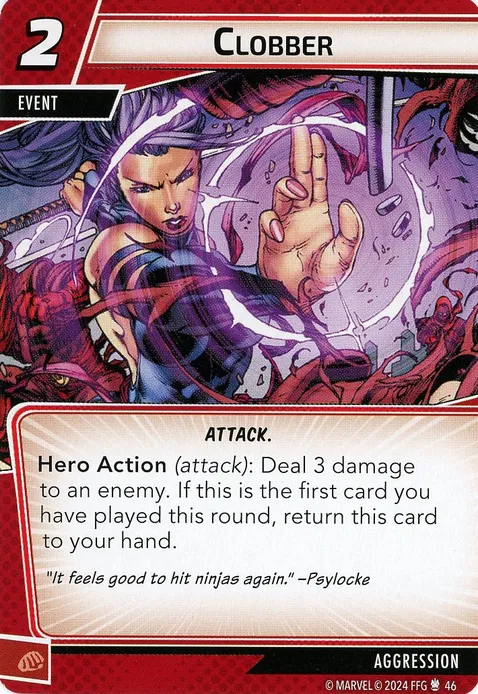 2
CLOBBER
EVENT
ATTACK.
Hero Action (attack): Deal 3 damage
to an enemy. If this is the first card you
have played this round, return this card
to your hand.
"It feels good to hit ninjas again." –Psylocke
AGGRESSION
© MARVEL © 2024 FFG 46